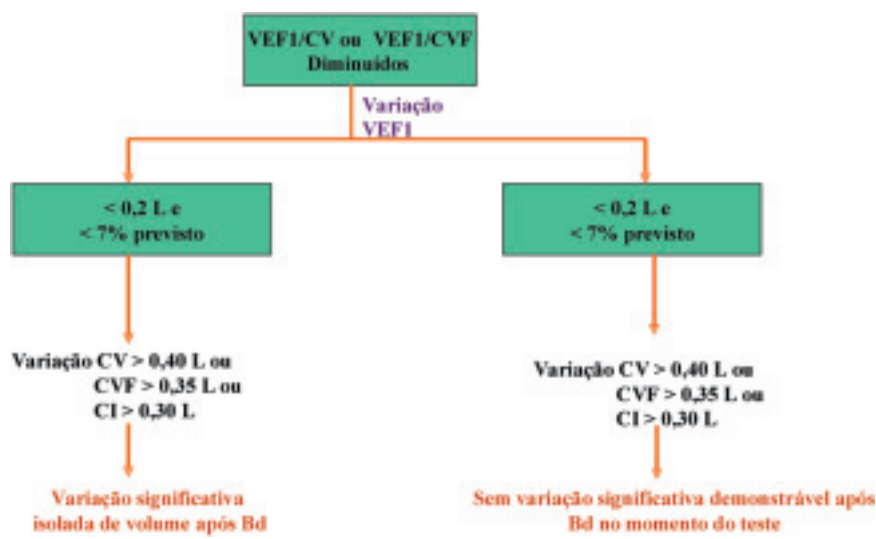 VEF1/CV ou VEF1/CVF
Diminuídos
Variação
VEF1
< 0,2 L e
< 7% previsto
< 0,2 L e
< 7% previsto
Variação CV > 0,40 L ou
CVF > 0,35 L ou
CI > 0,30 L
Variação CV > 0,40 L ou
CVF > 0,35 L ou
CI > 0,30 L
Variação significativa
isolada de volume após Bd
Sem variação significativa demonstrável após
Bd no momento do teste